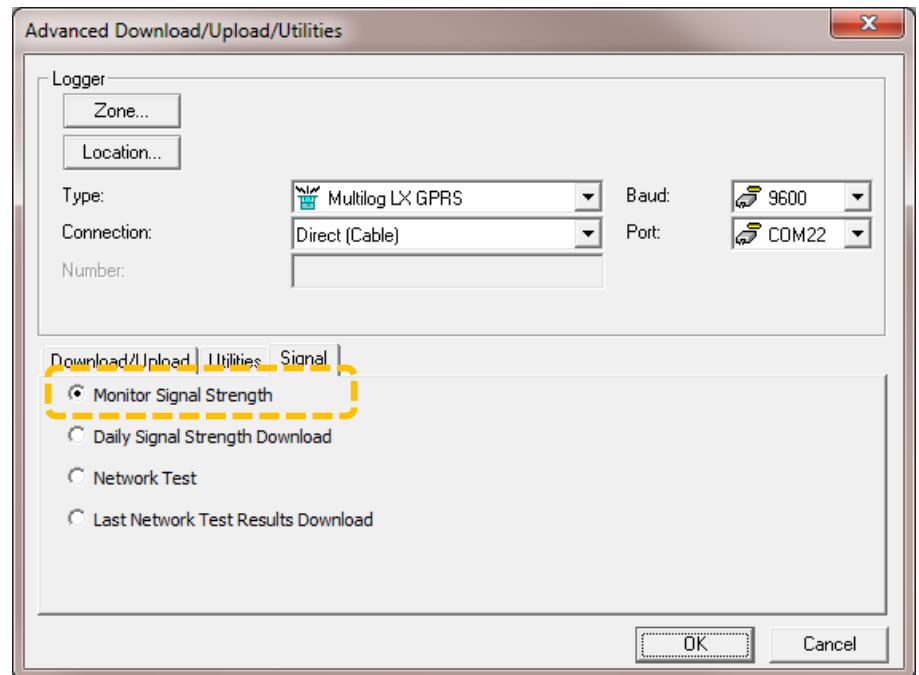 Advanced Download/Upload/Utilities
Logger
Zone...
Location...
Type: Multilog LX GPRS Baud: 9600
Connection: Direct (Cable) Port: COM22
Number:
Download/Upload Utilities Signal
Monitor Signal Strength
Daily Signal Strength Download
Network Test
Last Network Test Results Download
OK Cancel